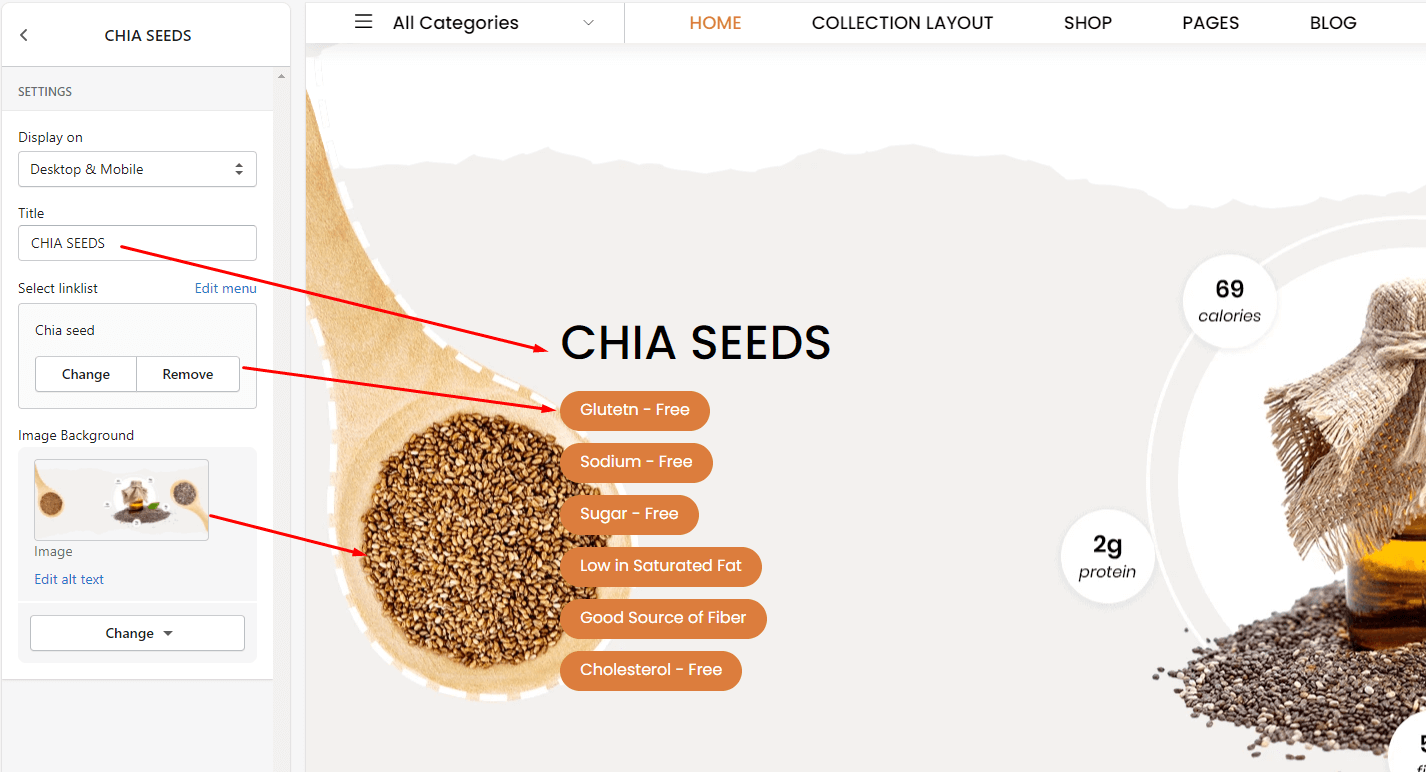 CHIA SEEDS
SETTINGS
Display on
Desktop & Mobile
Title
CHIA SEEDS
Select linklist Edit menu
Chia seed
Change Remove
Image Background
Image
Edit alt text
Change
All Categories HOME COLLECTION LAYOUT SHOP PAGES BLOG
CHIA SEEDS
Glutetn - Free
Sodium - Free
Sugar - Free
Low in Saturated Fat
Good Source of Fiber
Cholesterol - Free
69
calories
2g
protein